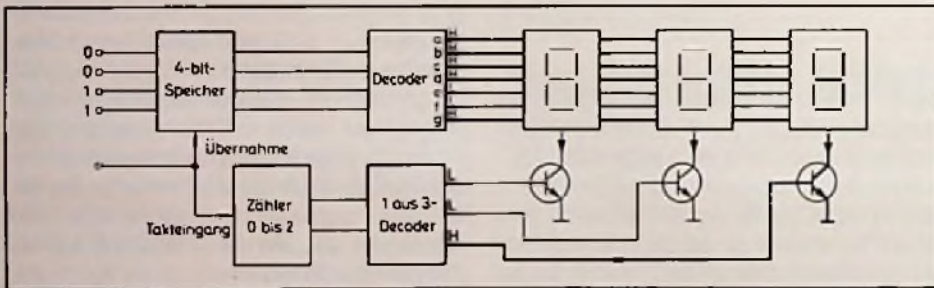 0
0
1
1
4-bit-
Speicher
Decoder
a
b
c
d
e
f
g
Übernahme
Takteingang
Zähler
0 bis 2
1 aus 3-
Decoder
L
L
H